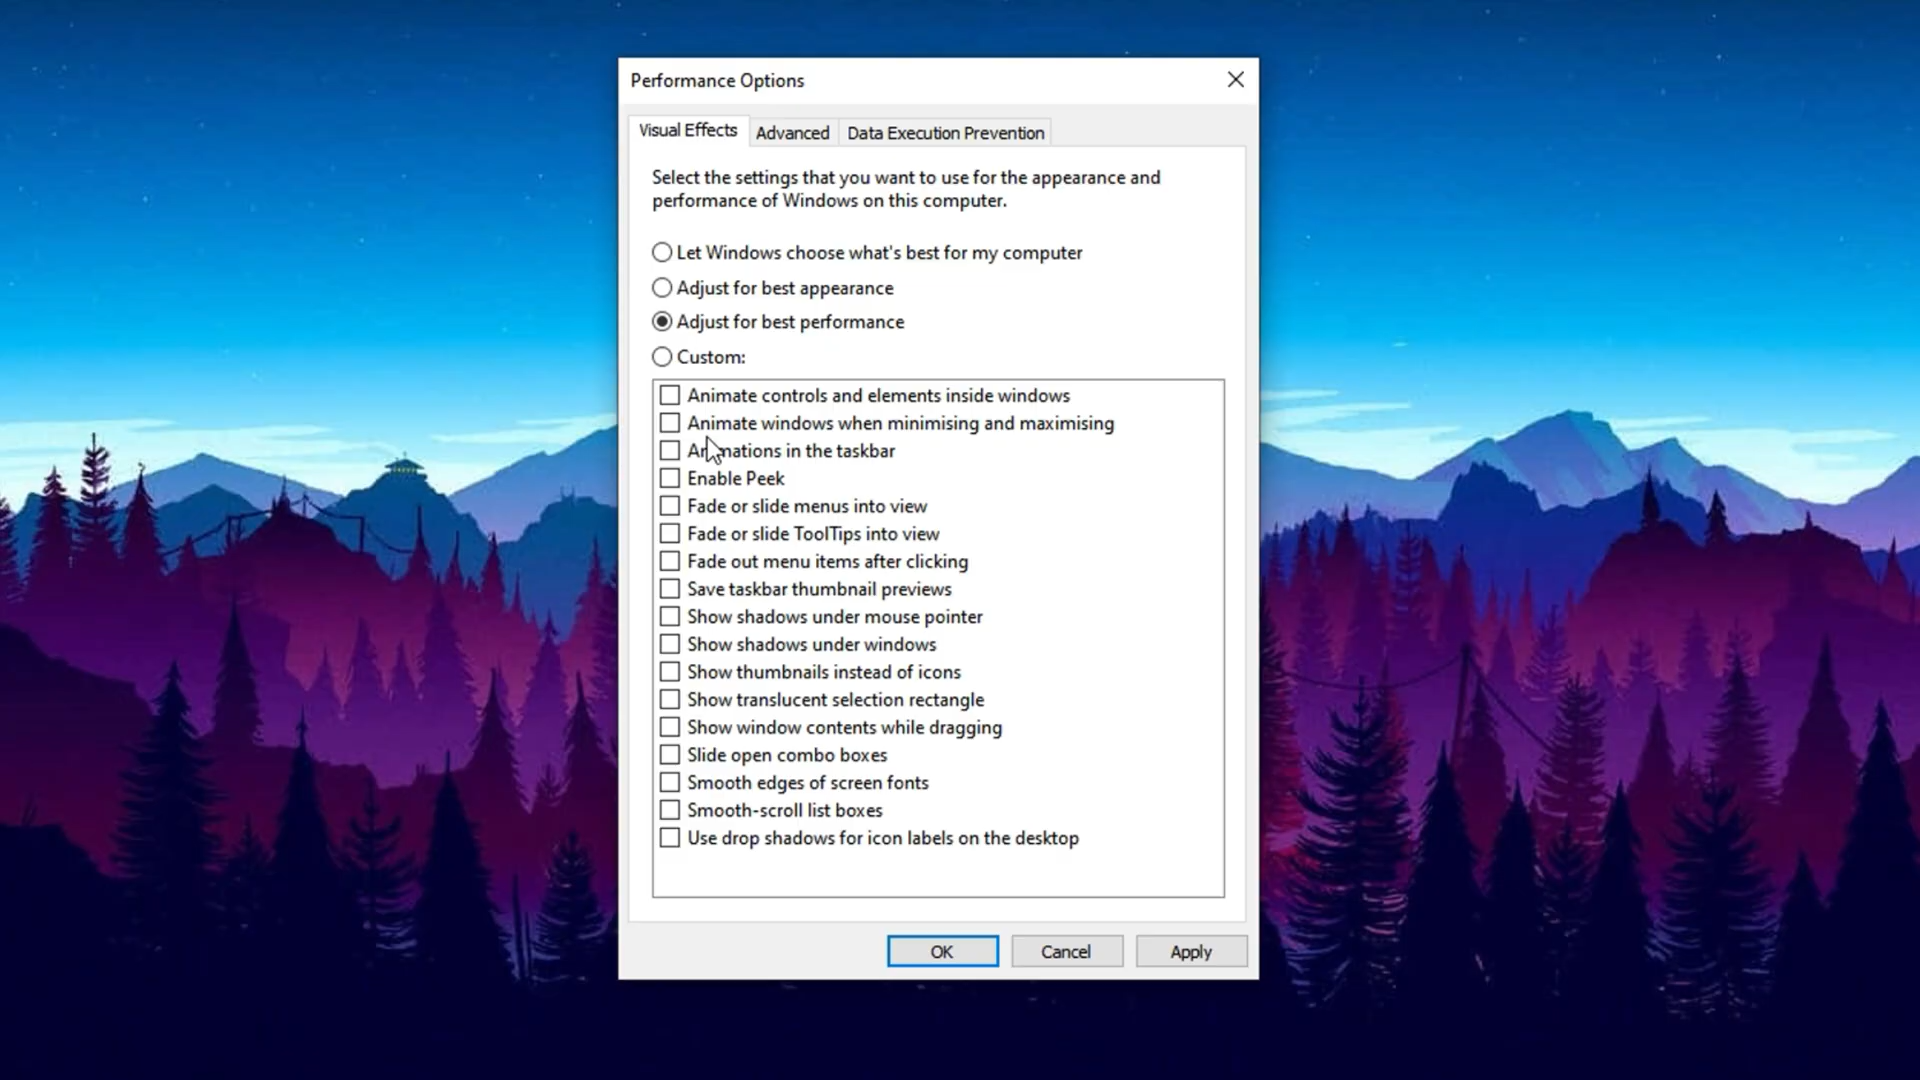 Performance Options
Visual Effects
Advanced
Data Execution Prevention
Select the settings that you want to use for the appearance and
performance of Windows on this computer.
Let Windows choose what's best for my computer
Adjust for best appearance
Adjust for best performance
Custom:
Animate controls and elements inside windows
Animate windows when minimising and maximising
Animations in the taskbar
Enable Peek
Fade or slide menus into view
Fade or slide ToolTips into view
Fade out menu items after clicking
Save taskbar thumbnail previews
Show shadows under mouse pointer
Show shadows under windows
Show thumbnails instead of icons
Show translucent selection rectangle
Show window contents while dragging
Slide open combo boxes
Smooth edges of screen fonts
Smooth-scroll list boxes
Use drop shadows for icon labels on the desktop
OK
Cancel
Apply